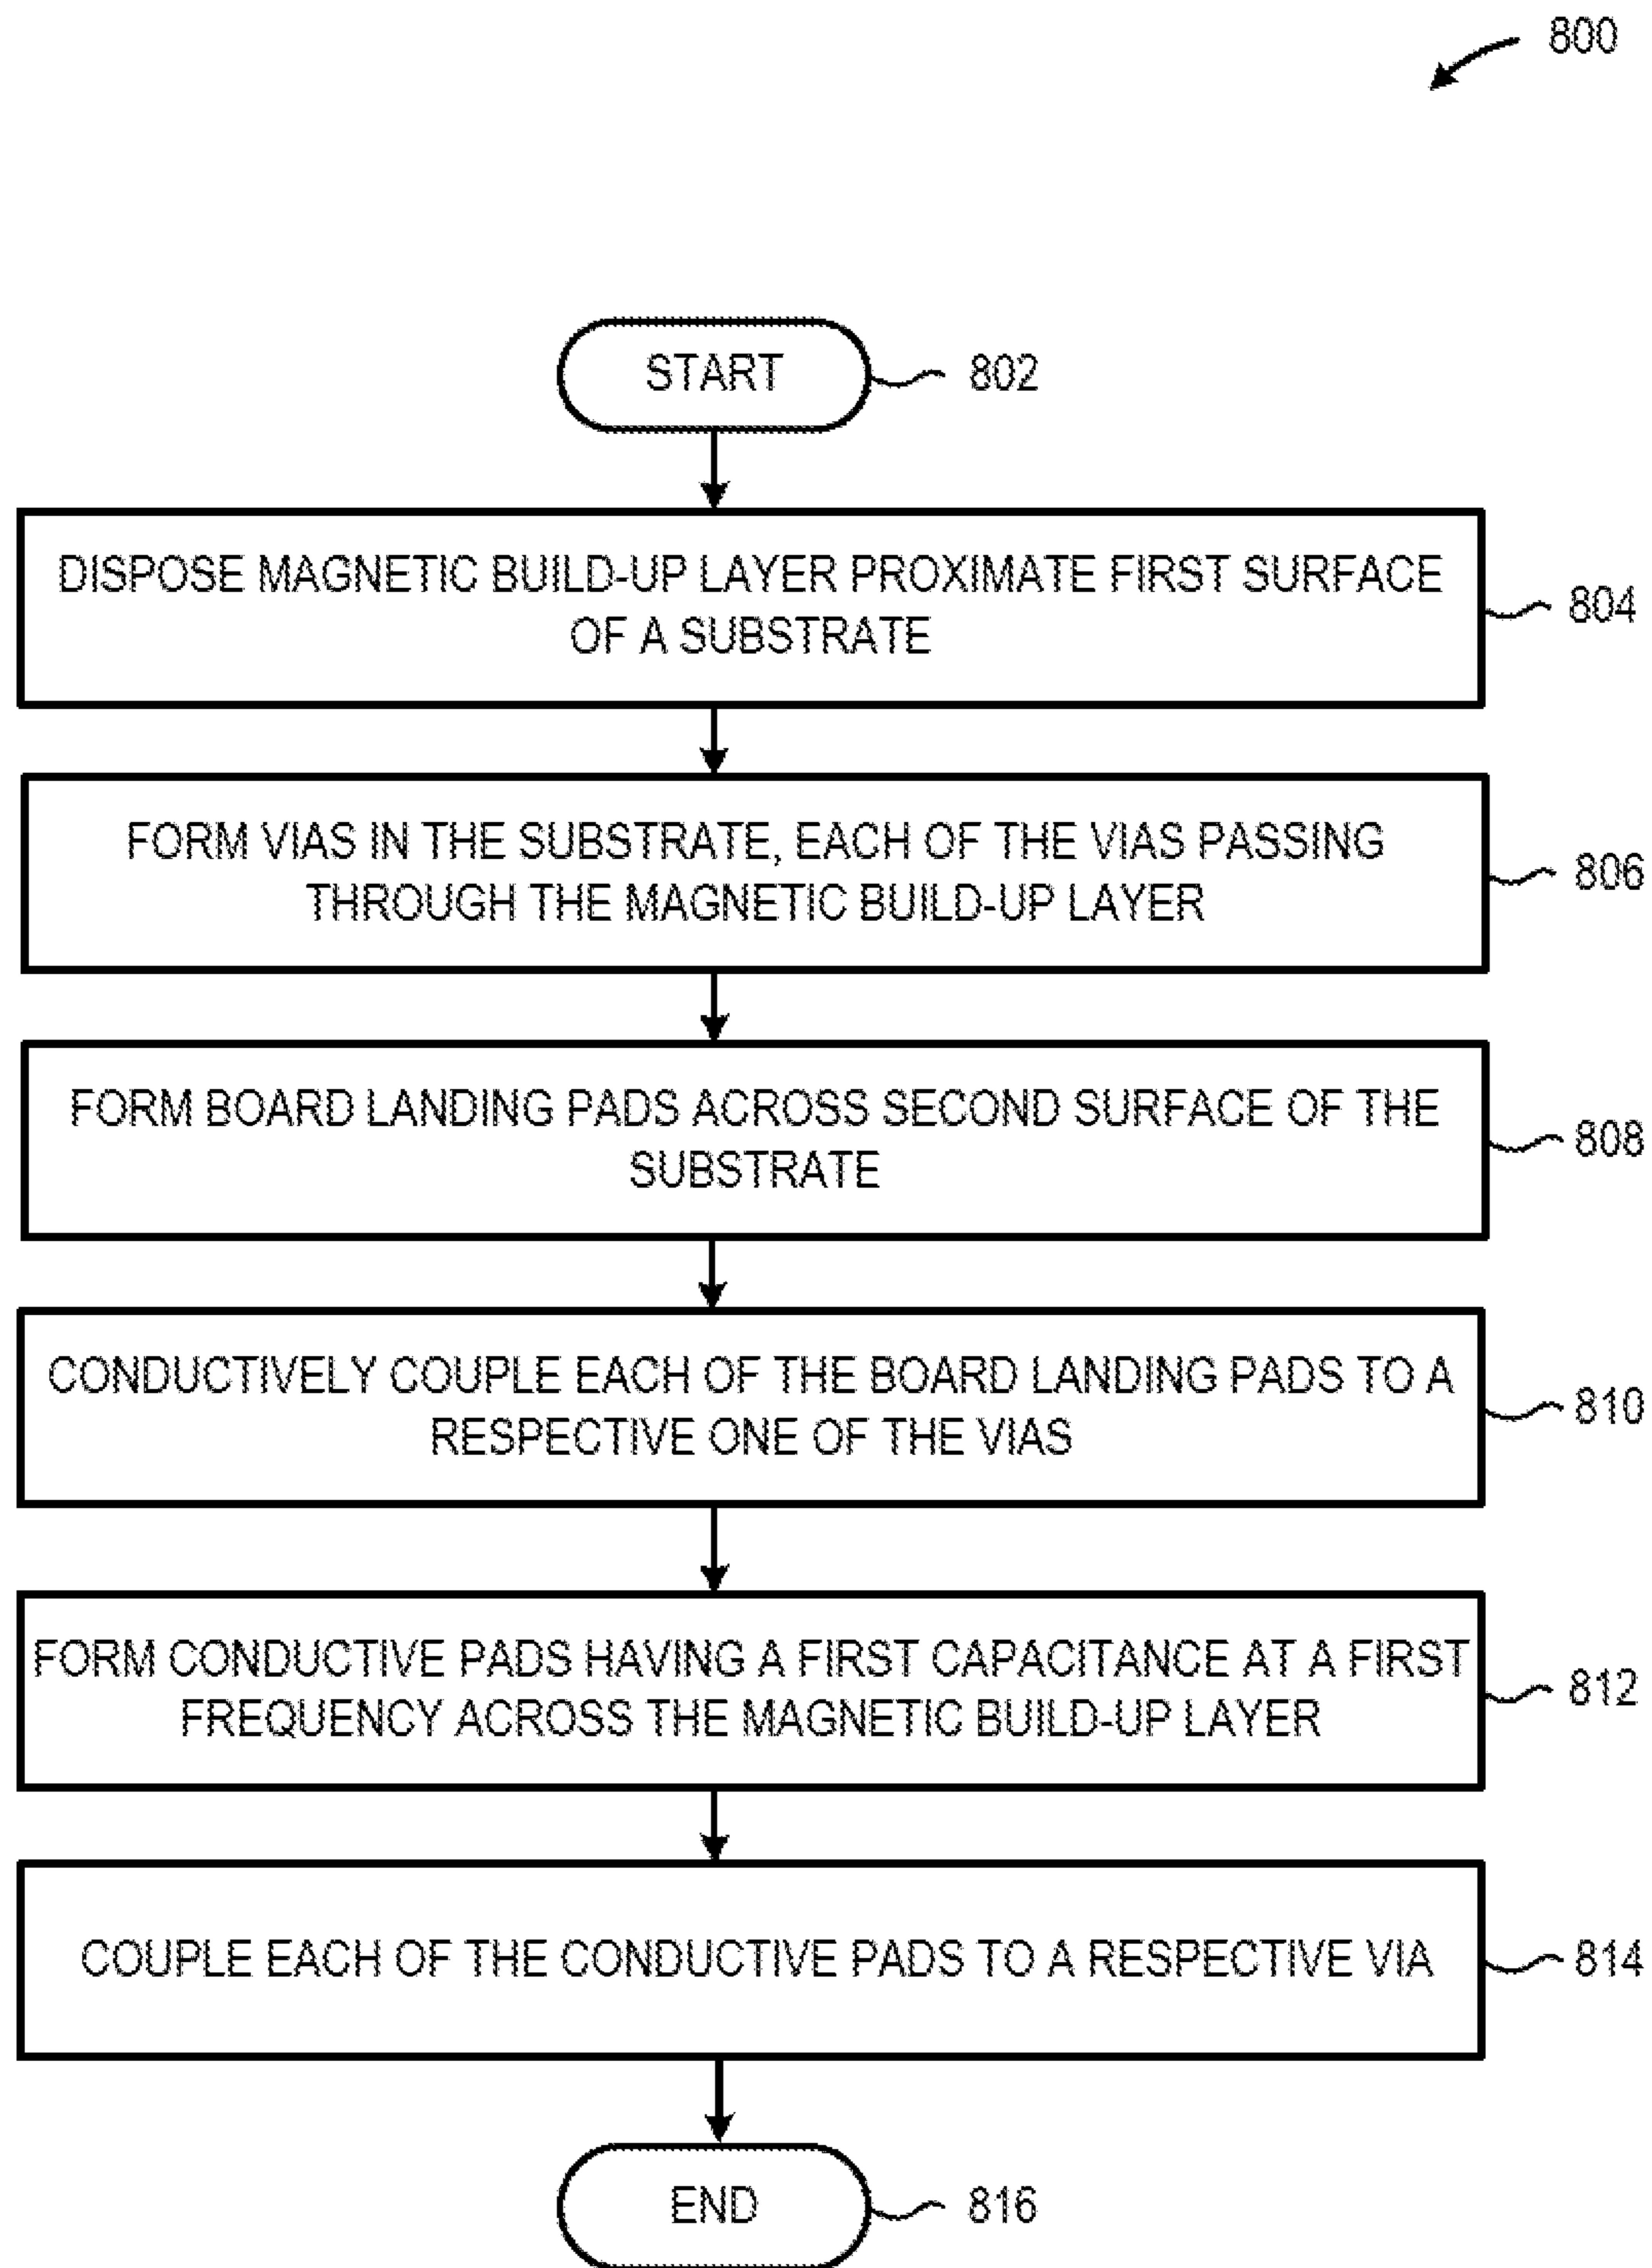 800
START
802
DISPOSE MAGNETIC BUILD-UP LAYER PROXIMATE FIRST SURFACE
OF A SUBSTRATE
804
FORM VIAS IN THE SUBSTRATE, EACH OF THE VIAS PASSING
THROUGH THE MAGNETIC BUILD-UP LAYER
806
FORM BOARD LANDING PADS ACROSS SECOND SURFACE OF THE
SUBSTRATE
808
CONDUCTIVELY COUPLE EACH OF THE BOARD LANDING PADS TO A
RESPECTIVE ONE OF THE VIAS
810
FORM CONDUCTIVE PADS HAVING A FIRST CAPACITANCE AT A FIRST
FREQUENCY ACROSS THE MAGNETIC BUILD-UP LAYER
812
COUPLE EACH OF THE CONDUCTIVE PADS TO A RESPECTIVE VIA
814
END
816